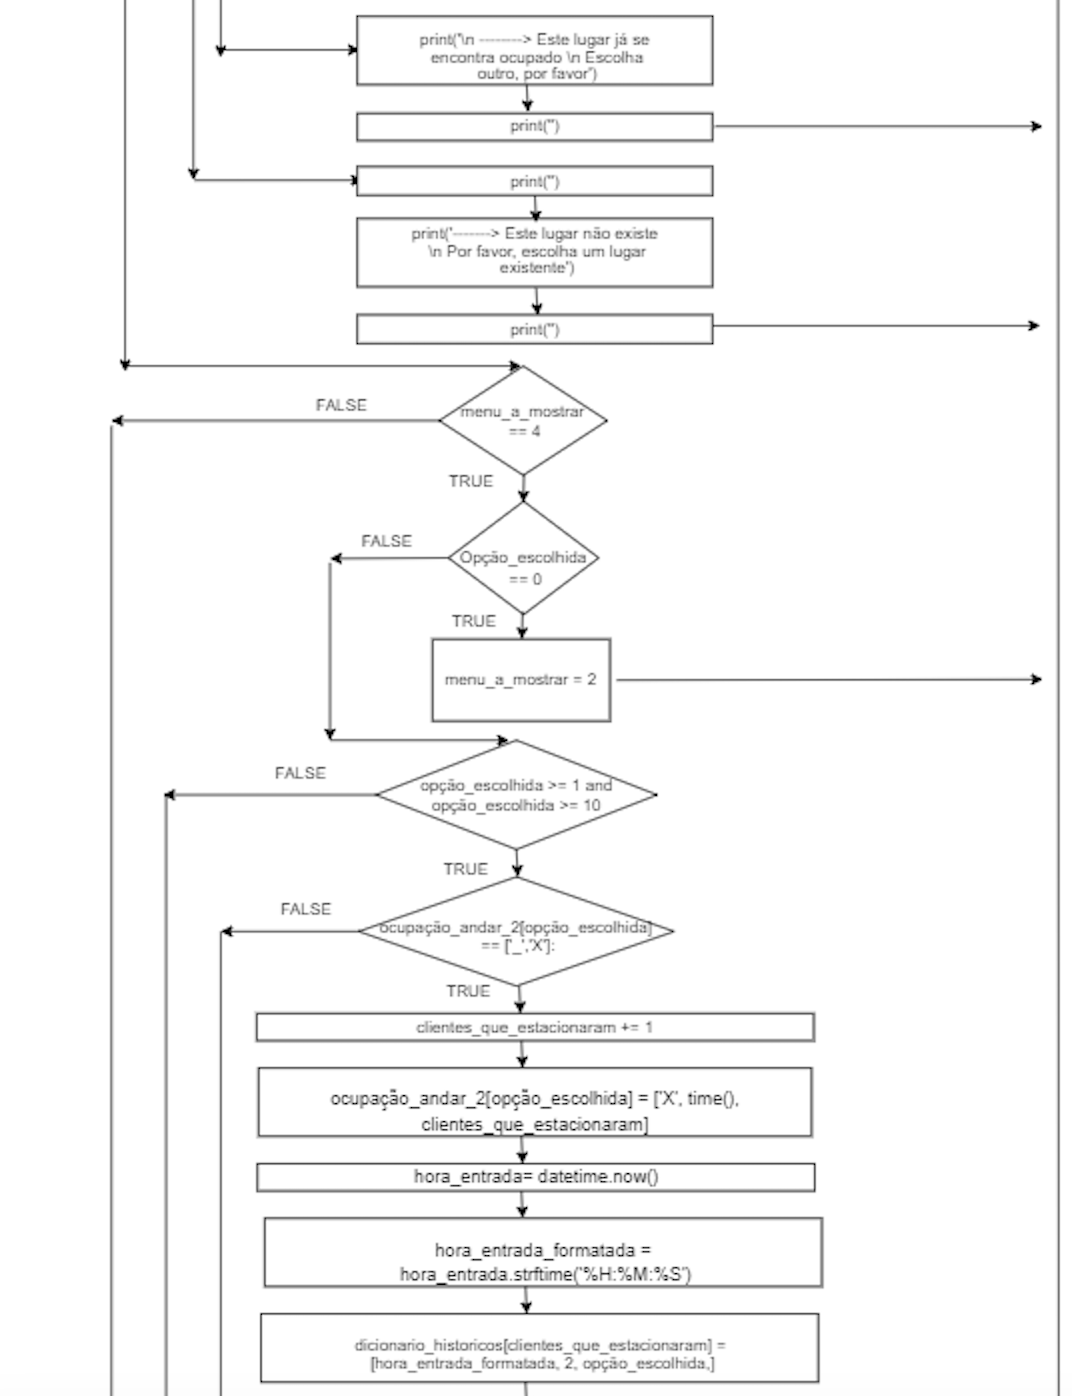 print('\n --------> Este lugar já se
encontra ocupado \n Escolha
outro, por favor')
print('')
print('')
print('-------> Este lugar não existe
\n Por favor, escolha um lugar
existente')
print('')
FALSE
menu_a_mostrar
== 4
TRUE
FALSE
Opção_escolhida
== 0
TRUE
menu_a_mostrar = 2
FALSE
opção_escolhida >= 1 and
opção_escolhida >= 10
TRUE
FALSE
ocupação_andar_2[opção_escolhida]
== ['_','X']:
TRUE
clientes_que_estacionaram += 1
ocupação_andar_2[opção_escolhida] = ['X', time(),
clientes_que_estacionaram]
hora_entrada= datetime.now()
hora_entrada_formatada =
hora_entrada.strftime('%H:%M:%S')
dicionario_historicos[clientes_que_estacionaram] =
[hora_entrada_formatada, 2, opção_escolhida,]